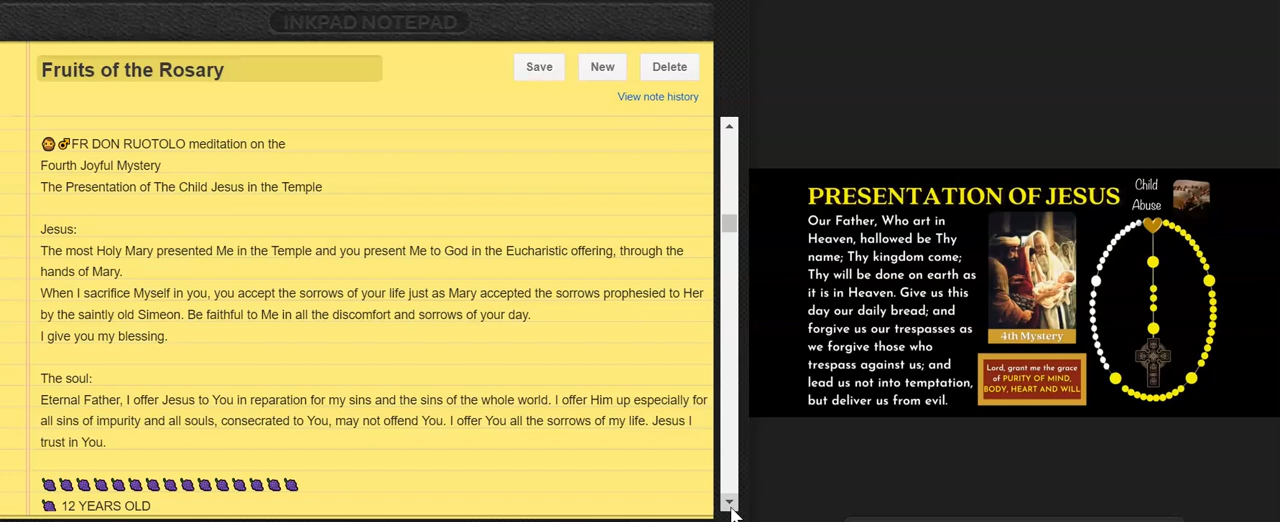 INKPAD NOTEPAD
Fruits of the Rosary
Save
New
Delete
View note history
FR DON RUOTOLO meditation on the
Fourth Joyful Mystery
The Presentation of The Child Jesus in the Temple
Jesus:
The most Holy Mary presented Me in the Temple and you present Me to God in the Eucharistic offering, through the
hands of Mary.
When I sacrifice Myself in you, you accept the sorrows of your life just as Mary accepted the sorrows prophesied to Her
by the saintly old Simeon. Be faithful to Me in all the discomfort and sorrows of your day.
I give you my blessing.
The soul:
Eternal Father, I offer Jesus to You in reparation for my sins and the sins of the whole world. I offer Him up especially for
all sins of impurity and all souls, consecrated to You, may not offend You. I offer You all the sorrows of my life. Jesus I
trust in You.
12 YEARS OLD
PRESENTATION OF JESUS
Child
Abuse
Our Father, Who art in
Heaven, hallowed be Thy
name; Thy kingdom come;
Thy will be done on earth as
it is in Heaven. Give us this
day our daily bread; and
forgive us our trespasses as
we forgive those who
trespass against us; and
lead us not into temptation,
but deliver us from evil.
4th Mystery
Lord, grant me the grace
of PURITY OF MIND,
BODY, HEART AND WILL